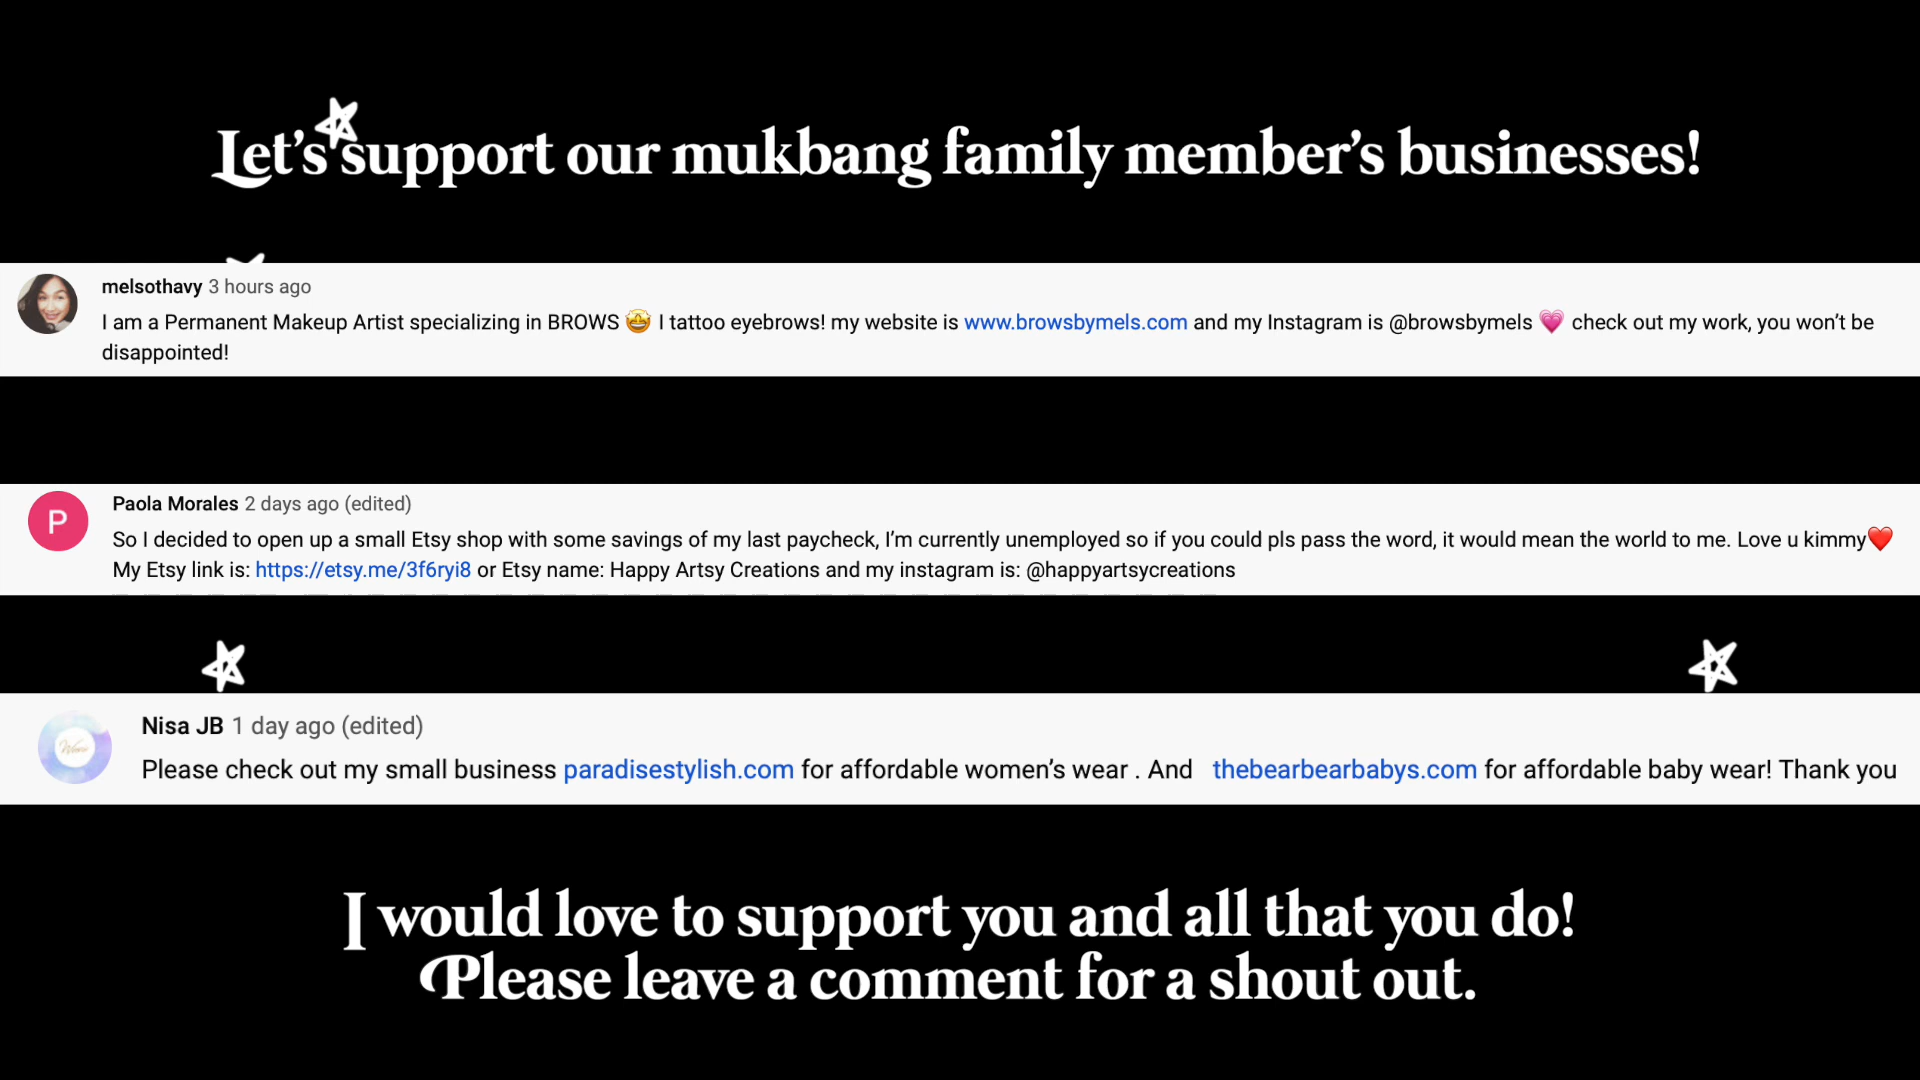 Let's support our mukbang family member's businesses!
melsothavy 3 hours ago
I am a Permanent Makeup Artist specializing in BROWS 🤩 I tattoo eyebrows! my website is www.browsbymels.com and my Instagram is @browsbymels 💗 check out my work, you won't be
disappointed!
P
Paola Morales 2 days ago (edited)
So I decided to open up a small Etsy shop with some savings of my last paycheck, I'm currently unemployed so if you could pls pass the word, it would mean the world to me. Love u kimmy❤️
My Etsy link is: https://etsy.me/3f6ryi8 or Etsy name: Happy Artsy Creations and my instagram is: @happyartsycreations
Nisa JB 1 day ago (edited)
Please check out my small business paradisestylish.com for affordable women's wear . And thebearbearbabys.com for affordable baby wear! Thank you
I would love to support you and all that you do!
Please leave a comment for a shout out.